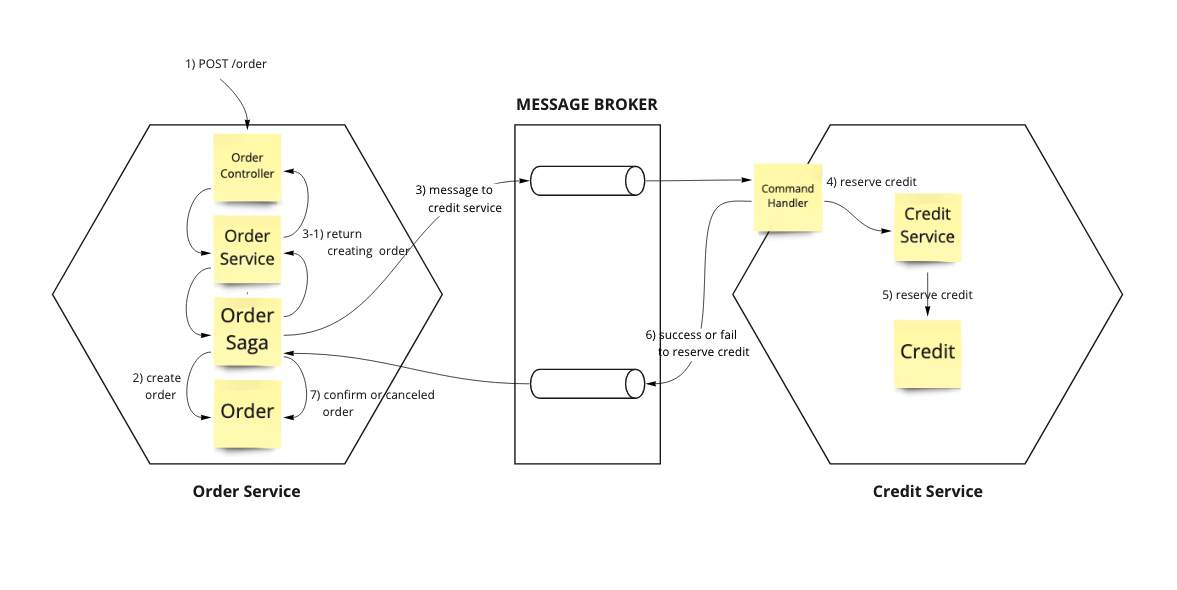 1) POST /order
MESSAGE BROKER
Order
Controller
Order
Service
Order
Saga
Order
3-1) return
creating order
2) create
order
7) confirm or canceled
order
3) message to
credit service
Command
Handler
4) reserve credit
Credit
Service
5) reserve credit
Credit
6) success or fail
to reserve credit
Order Service
Credit Service